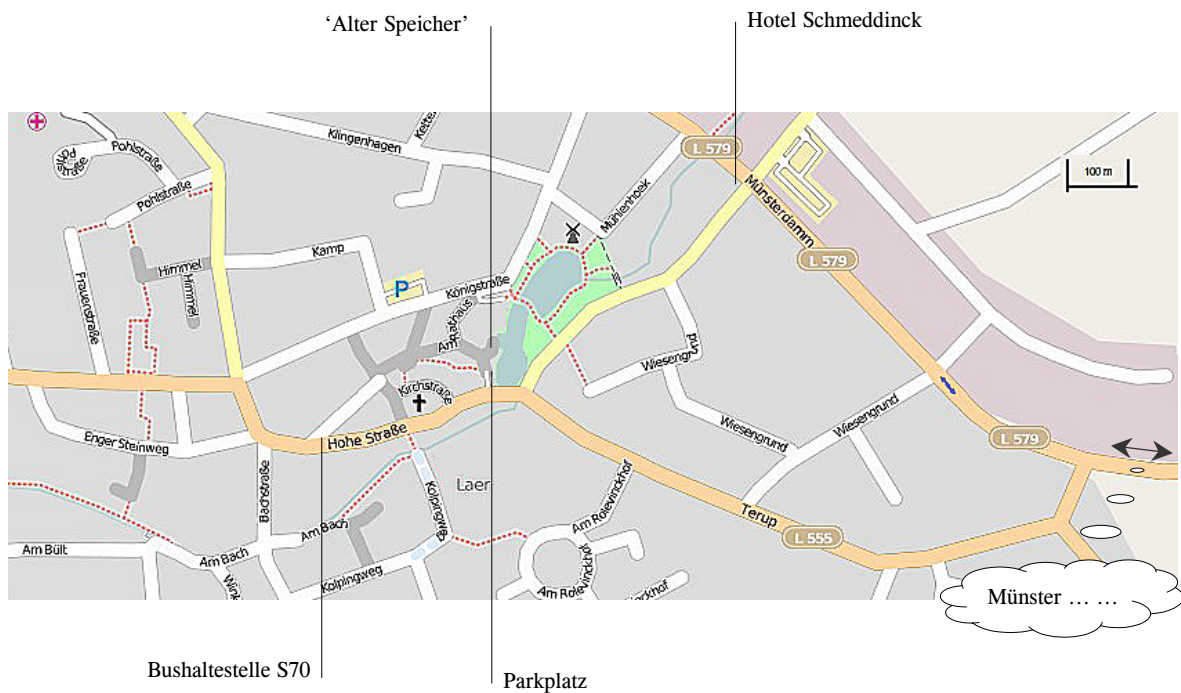 ‘Alter Speicher’
Hotel Schmeddinck
Klingenhagen
L 579
Pohlstraße
Pohlstraße
Pohlstraße
100 m
Mühlenhoek
Münsterdamm
Kamp
Himmel
Himmel
L 579
P
Königstraße
Frauenstraße
Rathaus
Am
Wiesengrund
Kirchstraße
Wiesengrund
Wiesengrund
Hohe Straße
Enger Steinweg
L 579
Laer
Bachstraße
Kolpingweg
Am Rolevinckhof
Terup
L 555
Am Bach
Am Bach
Am Bült
Kolpingweg
Am Rolevinckhof
Münster … …
Bushaltestelle S70
Parkplatz